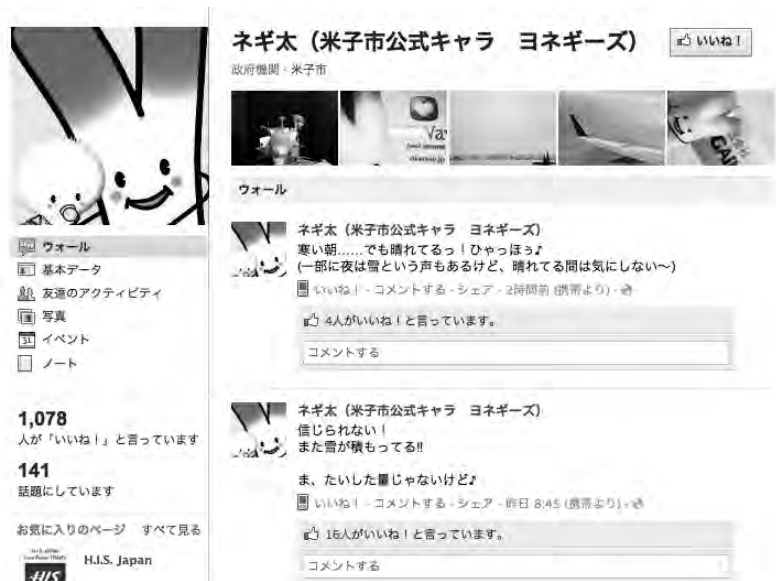 ネギ太（米子市公式キャラ　ヨネギーズ）
いいね！
政府機関・米子市
ウォール
基本データ
友達のアクティビティ
写真
イベント
ノート
1,078
人が「いいね！」と言っています
141
話題にしています
お気に入りのページ　すべて見る
HIS
H.I.S. Japan
ウォール
ネギ太（米子市公式キャラ　ヨネギーズ）
寒い朝……でも晴れてるっ！ひゃっほぅ♪
(一部に夜は雪という声もあるけど、晴れてる間は気にしない～)
いいね！・コメントする・シェア・2時間前 (携帯より)・
4人がいいね！と言っています。
コメントする
ネギ太（米子市公式キャラ　ヨネギーズ）
信じられない！
また雪が積もってる!!
ま、たいした量じゃないけど♪
いいね！・コメントする・シェア・昨日 8:45 (携帯より)・
16人がいいね！と言っています。
コメントする